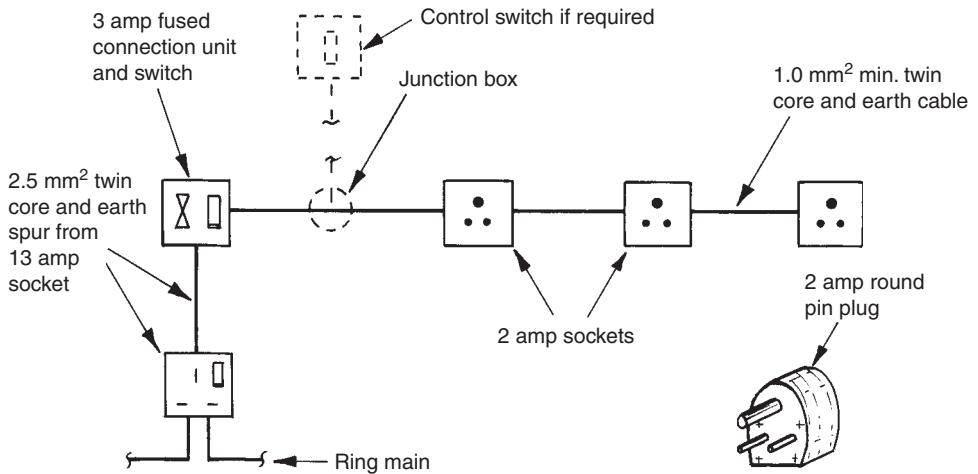 3 amp fused
connection unit
and switch
Control switch if required
Junction box
1.0 mm² min. twin
core and earth cable
2.5 mm² twin
core and earth
spur from
13 amp
socket
2 amp sockets
2 amp round
pin plug
Ring main